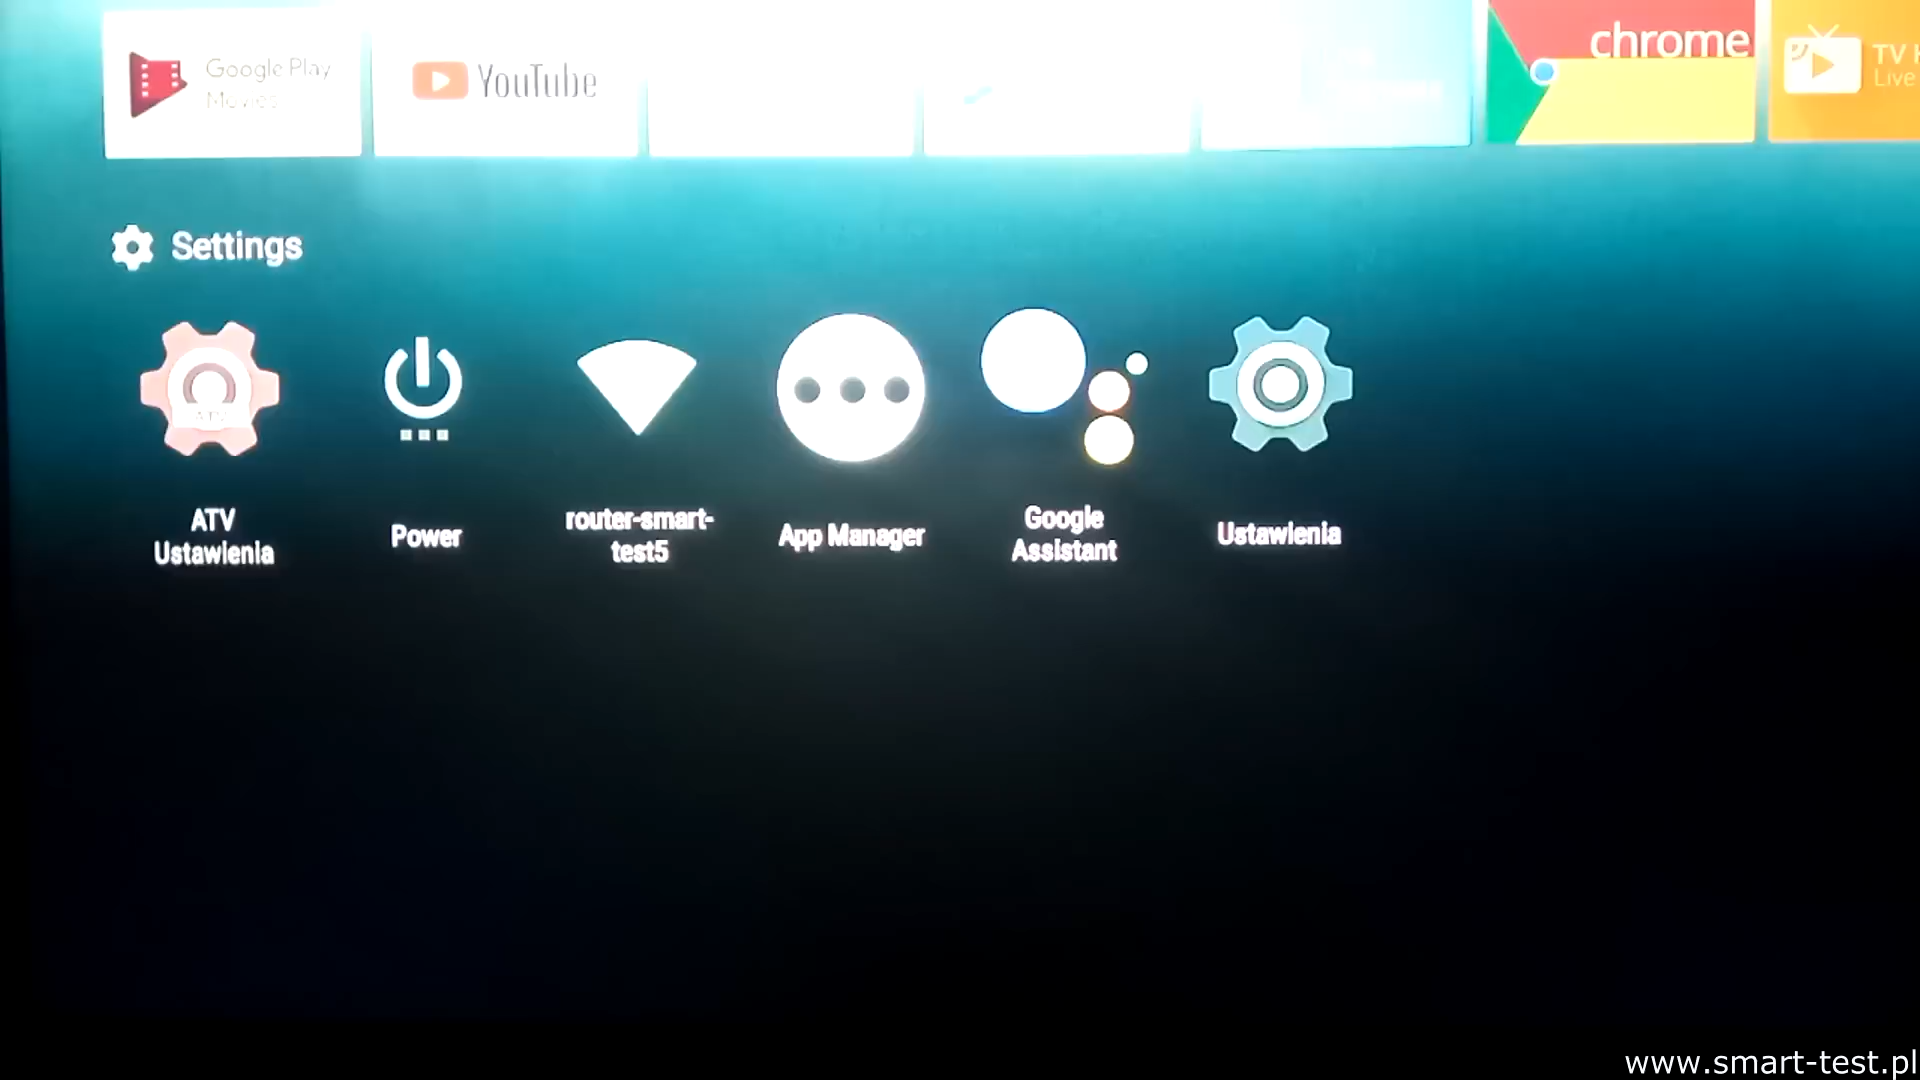 Google Play
Movies
YouTube
chrome
TV
Live
Settings
ATV
Ustawienia
Power
router-smart-
test5
App Manager
Google
Assistant
Ustawienia
www.smart-test.pl